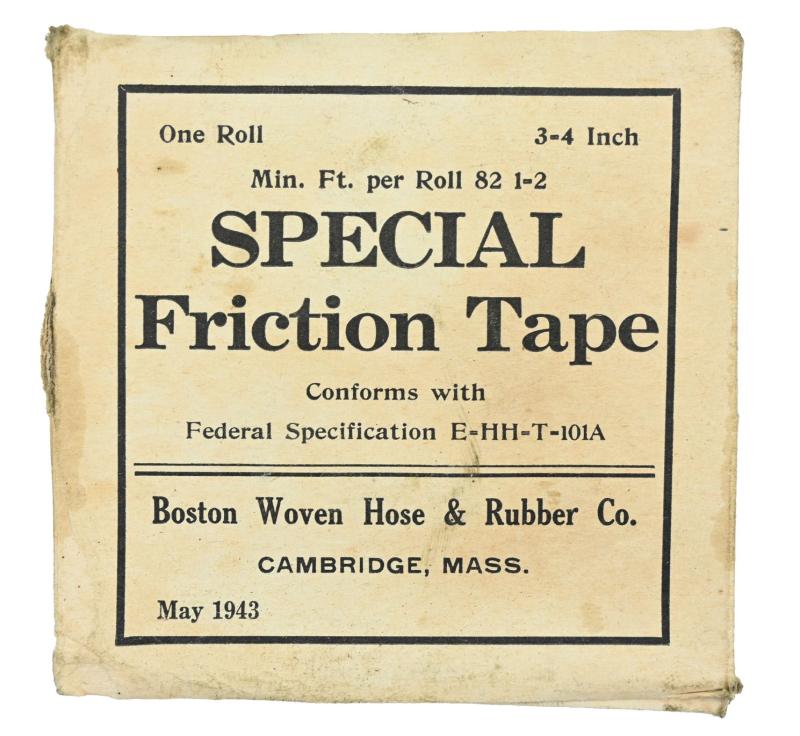 One Roll 3-4 Inch
Min. Ft. per Roll 82 1-2
SPECIAL
Friction Tape
Conforms with
Federal Specification E-HH-T-101A
Boston Woven Hose & Rubber Co.
CAMBRIDGE, MASS.
May 1943